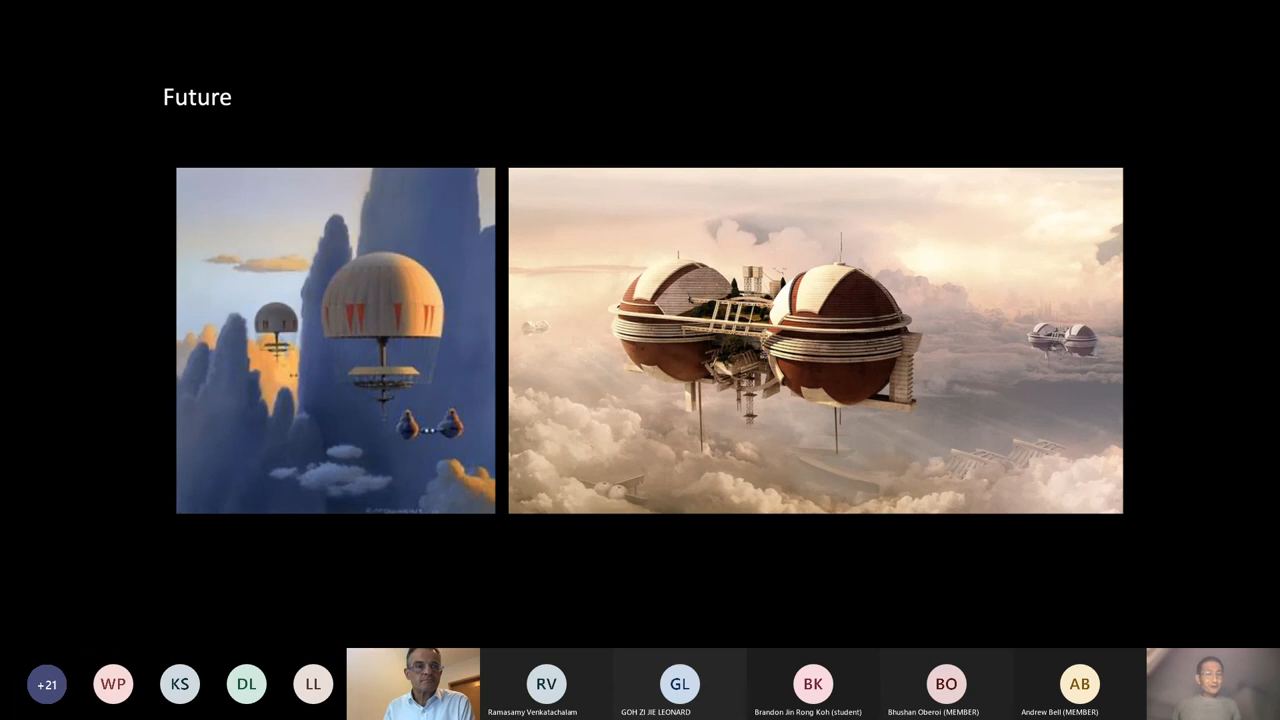 Future
+21
WP
KS
DL
LL
RV
Ramasamy Venkatachalam
GL
GOH ZI JIE LEONARD
BK
Brandon Jin Rong Koh (student)
BO
Bhushan Oberoi (MEMBER)
AB
Andrew Bell (MEMBER)